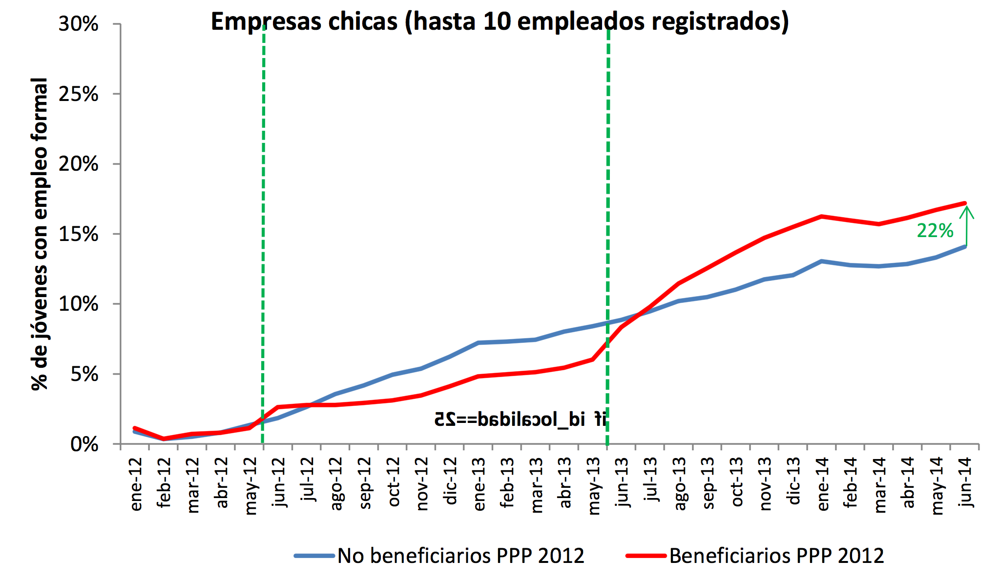 Empresas chicas (hasta 10 empleados registrados)
% de jóvenes con empleo formal
30%
25%
20%
15%
10%
5%
0%
22%
if id_localidad==25
ene-12
feb-12
mar-12
abr-12
may-12
jun-12
jul-12
ago-12
sep-12
oct-12
nov-12
dic-12
ene-13
feb-13
mar-13
abr-13
may-13
jun-13
jul-13
ago-13
sep-13
oct-13
nov-13
dic-13
ene-14
feb-14
mar-14
abr-14
may-14
jun-14
No beneficiarios PPP 2012
Beneficiarios PPP 2012